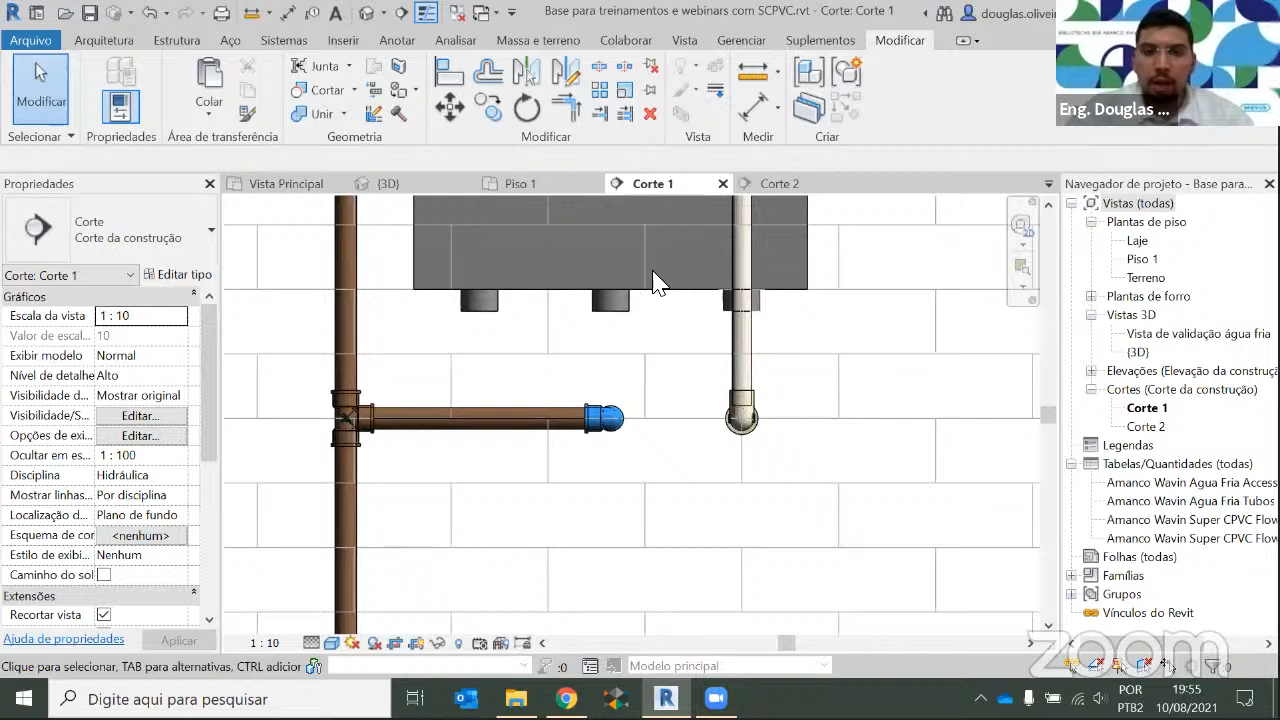 Base para treinamentos e webinars com SCPVC.rvt - Corte: Corte 1
douglas.oliveir
Arquivo
Arquitetura
Estrutura
Sistemas
Inseri
Massa e
Colabo
Vista
Gerenciar
Suple
Modificar
Modificar
Colar
Junta
Cortar
Unir
Selecionar
Propriedades
Área de transferência
Geometria
Modificar
Vista
Medir
Criar
Eng. Douglas ...
Propriedades
Vista Principal
{3D}
Piso 1
Corte 1
Corte 2
Navegador de projeto - Base para...
Corte
Corte da construção
Corte: Corte 1
Editar tipo
Gráficos
Escala da vista
1 : 10
Valor de escal...
10
Exibir modelo
Normal
Nível de detalhe
Alto
Visibilidade d...
Mostrar original
Visibilidade/S...
Editar...
Opções de exi...
Editar...
Ocultar em es...
1 : 100
Disciplina
Hidráulica
Mostrar linhas...
Por disciplina
Localização d...
Plano de fundo
Esquema de cor
<nenhum>
Estilo de exibi...
Nenhum
Caminho do sol
Extensões
Recortar vista
Ajuda de propriedades
Aplicar
Vistas (todas)
Plantas de piso
Laje
Piso 1
Terreno
Plantas de forro
Vistas 3D
Vista de validação água fria
{3D}
Elevações (Elevação da construçã
Cortes (Corte da construção)
Corte 1
Corte 2
Legendas
Tabelas/Quantidades (todas)
Amanco Wavin Agua Fria Access
Amanco Wavin Agua Fria Tubos
Amanco Wavin Super CPVC Flow
Amanco Wavin Super CPVC Flow
Folhas (todas)
Famílias
Grupos
Vínculos do Revit
1 : 10
zoom
Clique para selecionar, TAB para alternativas, CTRL adicior
:0
Modelo principal
Digite aqui para pesquisar
POR
PTB2
19:55
10/08/2021